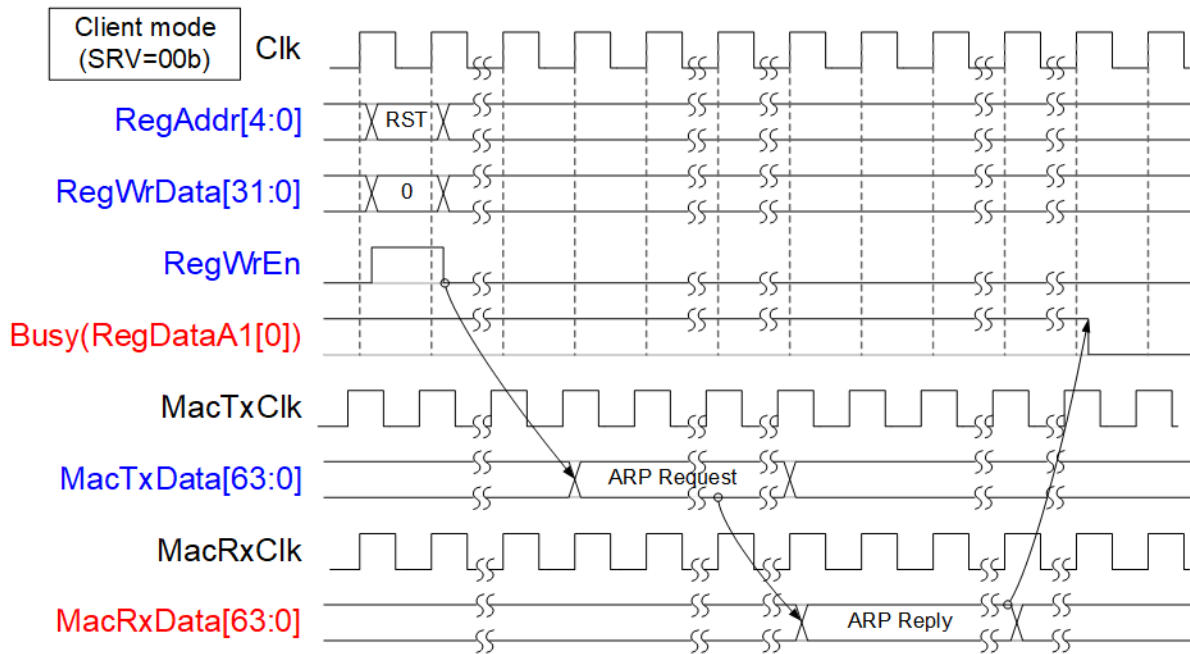 Client mode
(SRV=00b)
Clk
RegAddr[4:0]
RST
RegWrData[31:0]
0
RegWrEn
Busy(RegDataA1[0])
MacTxClk
MacTxData[63:0]
ARP Request
MacRxClk
MacRxData[63:0]
ARP Reply